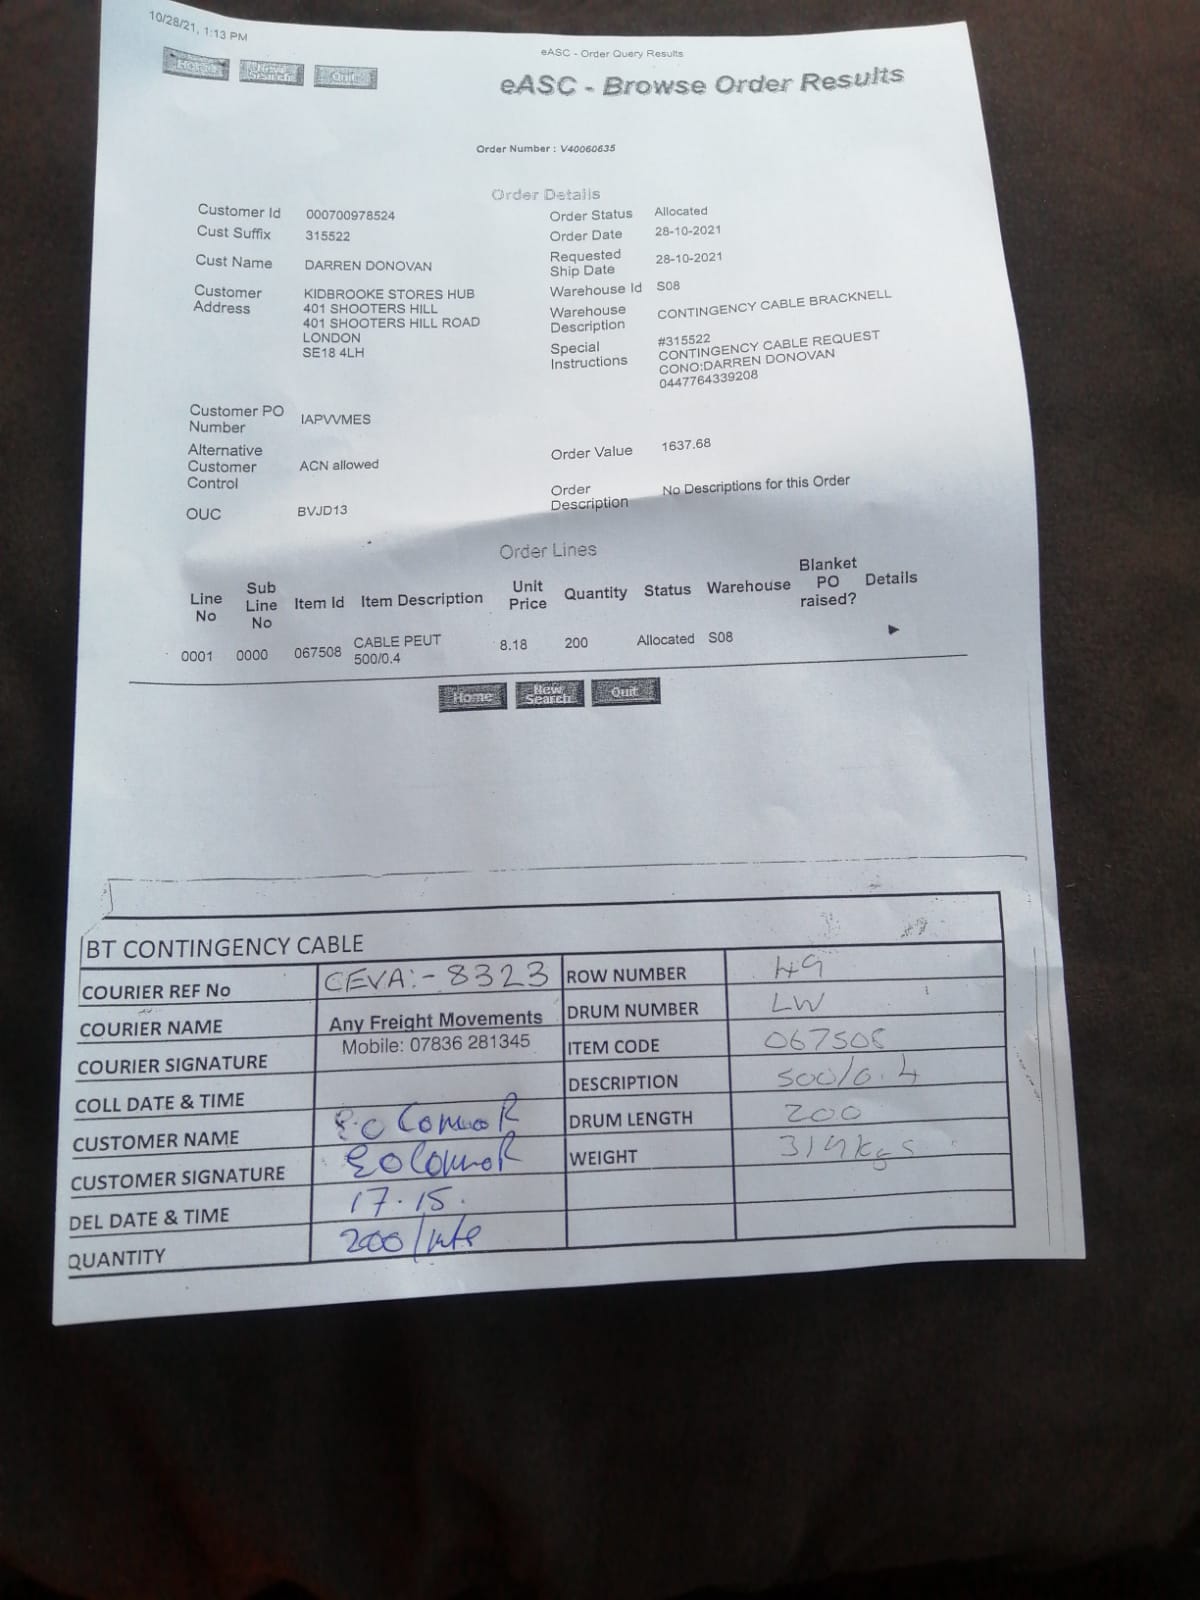 10/28/21, 1:13 PM
eASC - Order Query Results
Home New Search Quit
eASC - Browse Order Results
Order Number : V40060635
Order Details
Customer Id 000700978524
Cust Suffix 315522
Cust Name DARREN DONOVAN
Customer Address KIDBROOKE STORES HUB
401 SHOOTERS HILL
401 SHOOTERS HILL ROAD
LONDON
SE18 4LH
Order Status Allocated
Order Date 28-10-2021
Requested Ship Date 28-10-2021
Warehouse Id S08
Warehouse Description CONTINGENCY CABLE BRACKNELL
Special Instructions #315522
CONTINGENCY CABLE REQUEST
CONO:DARREN DONOVAN
0447764339208
Customer PO Number IAPVVMES
Alternative Customer Control ACN allowed
OUC BVJD13
Order Value 1637.68
Order Description No Descriptions for this Order
Order Lines
Line No Sub Line No Item Id Item Description Unit Price Quantity Status Warehouse Blanket PO raised? Details
0001 0000 067508 CABLE PEUT 500/0.4 8.18 200 Allocated S08 ►
Home New Search Quit
BT CONTINGENCY CABLE
COURIER REF No CEVA:- 8323
COURIER NAME Any Freight Movements
Mobile: 07836 281345
COURIER SIGNATURE
COLL DATE & TIME
CUSTOMER NAME
CUSTOMER SIGNATURE
DEL DATE & TIME 17.15.
QUANTITY 200/
ROW NUMBER 49
DRUM NUMBER LW
ITEM CODE 067508
DESCRIPTION 500/0.4
DRUM LENGTH 200
WEIGHT 319kgs